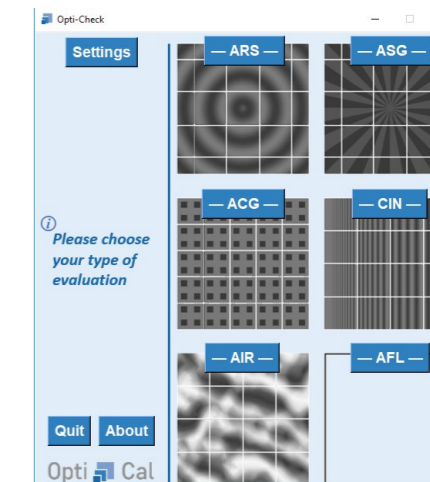 Opti-Check
Settings
— ARS —
— ASG —
— ACG —
— CIN —
Please choose
your type of
evaluation
— AIR —
— AFL —
Quit
About
Opti Cal